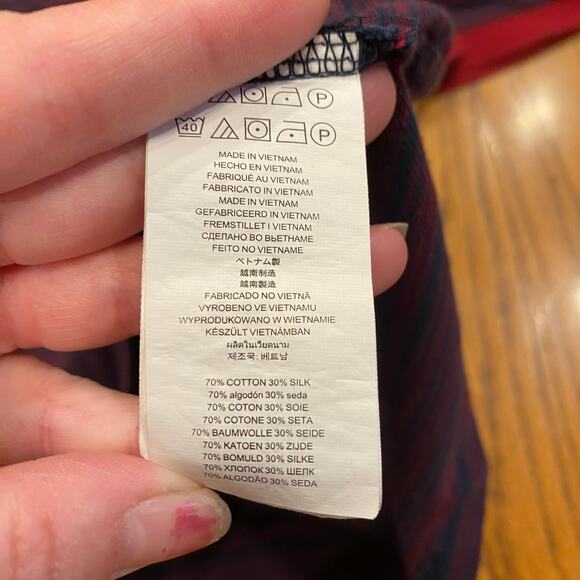 P
40 P
MADE IN VIETNAM
HECHO EN VIETNAM
FABRIQUÉ AU VIETNAM
FABBRICATO IN VIETNAM
MADE IN VIETNAM
GEFABRICEERD IN VIETNAM
FREMSTILLET I VIETNAM
СДЕЛАНО ВО ВЬЕТНАМЕ
FEITO NO VIETNAME
ベトナム製
越南制造
越南製造
FABRICADO NO VIETNÃ
VYROBENO VE VIETNAMU
WYPRODUKOWANO W WIETNAMIE
KÉSZÜLT VIETNÁMBAN
ผลิตในเวียดนาม
제조국: 베트남
70% COTTON 30% SILK
70% algodón 30% seda
70% COTON 30% SOIE
70% COTONE 30% SETA
70% BAUMWOLLE 30% SEIDE
70% KATOEN 30% ZIJDE
70% BOMULD 30% SILKE
70% ХЛОПОК 30% ШЕЛК
70% ALGODÃO 30% SEDA